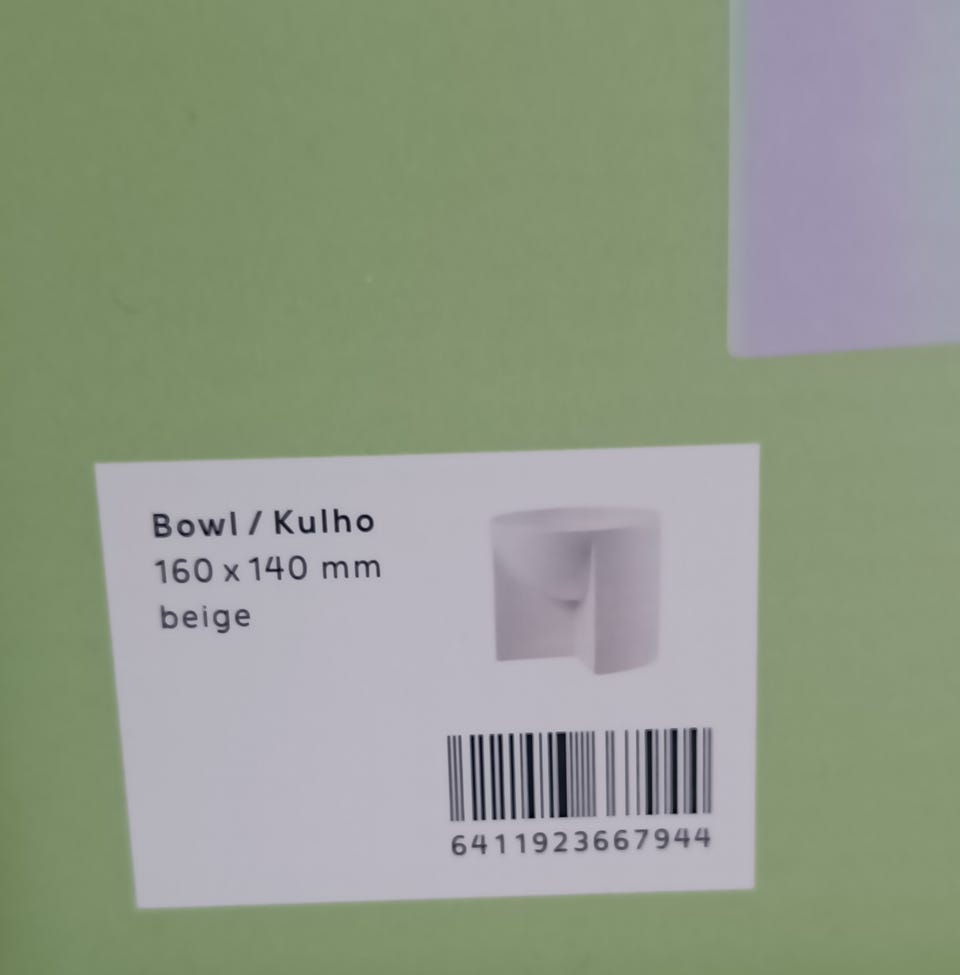 Bowl / Kulho
160 x 140 mm
beige
6411923667944